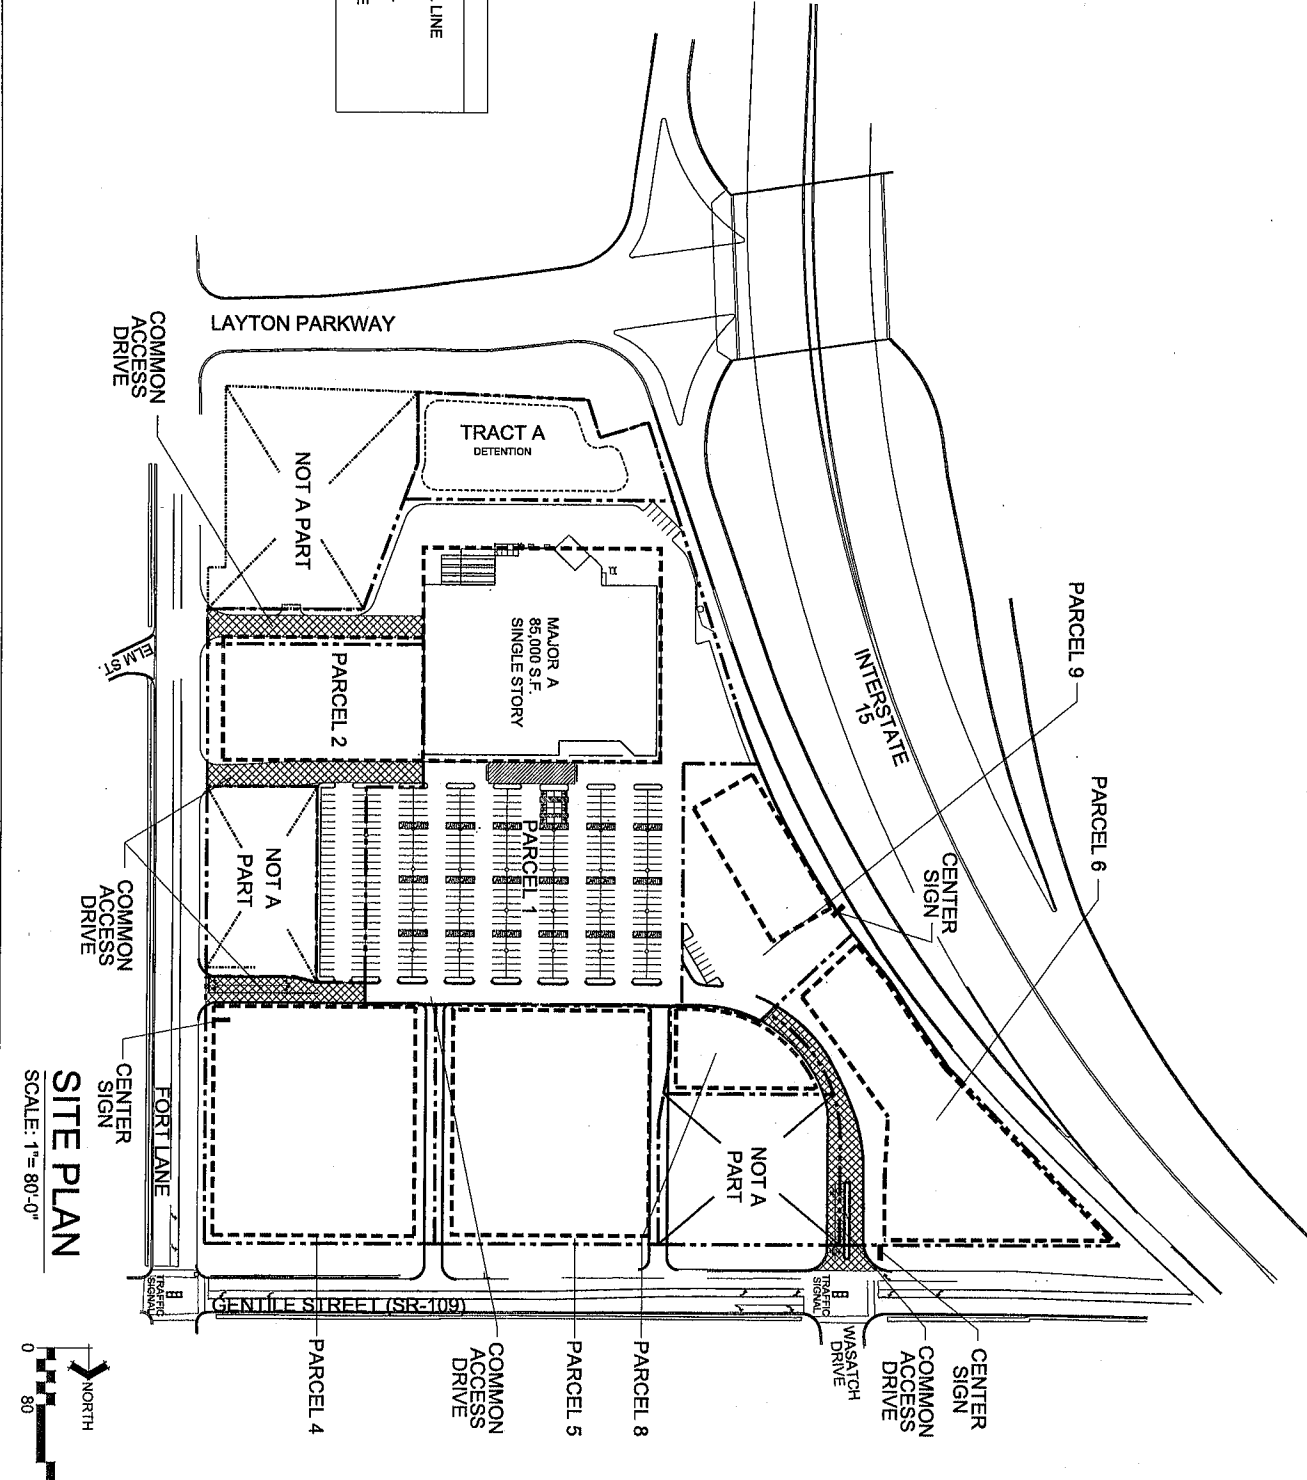 LINE
E
LAYTON PARKWAY
COMMON
ACCESS
DRIVE
TRACT A
DETENTION
NOT A PART
MAJOR A
85,000 S.F.
SINGLE STORY
PARCEL 9
INTERSTATE
15
PARCEL 6
ELM ST.
PARCEL 2
PARCEL 1
CENTER
SIGN
NOT A
PART
COMMON
ACCESS
DRIVE
CENTER
SIGN
FORT LANE
NOT A
PART
SITE PLAN
SCALE: 1"= 80'-0"
TRAFFIC
SIGNAL
GENTILE STREET (SR-109)
TRAFFIC
SIGNAL
WASATCH
DRIVE
PARCEL 4
COMMON
ACCESS
DRIVE
PARCEL 5
PARCEL 8
COMMON
ACCESS
DRIVE
CENTER
SIGN
NORTH
0
80